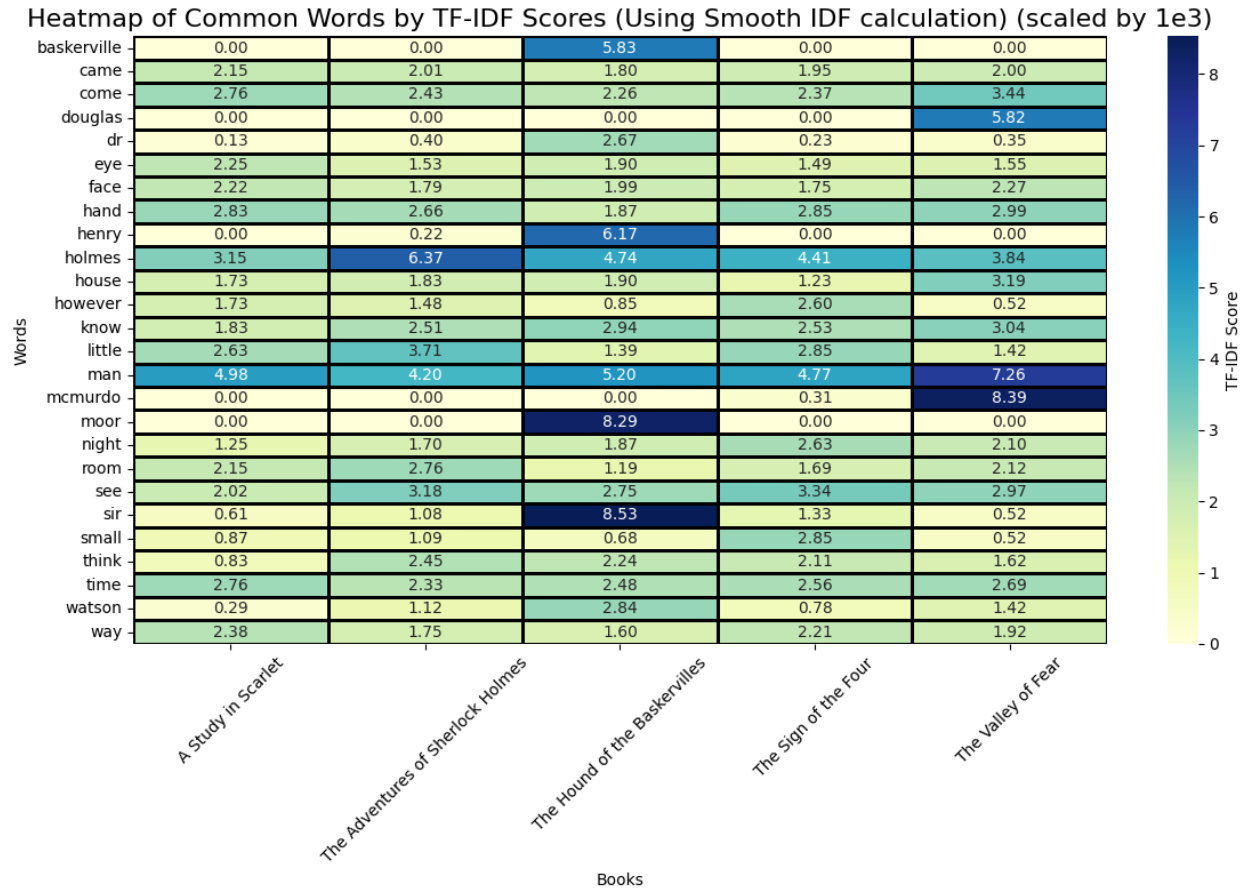 Heatmap of Common Words by TF-IDF Scores (Using Smooth IDF calculation) (scaled by 1e3)
baskerville 0.00 0.00 5.83 0.00 0.00
came 2.15 2.01 1.80 1.95 2.00
come 2.76 2.43 2.26 2.37 3.44
douglas 0.00 0.00 0.00 0.00 5.82
dr 0.13 0.40 2.67 0.23 0.35
eye 2.25 1.53 1.90 1.49 1.55
face 2.22 1.79 1.99 1.75 2.27
hand 2.83 2.66 1.87 2.85 2.99
henry 0.00 0.22 6.17 0.00 0.00
holmes 3.15 6.37 4.74 4.41 3.84
house 1.73 1.83 1.90 1.23 3.19
however 1.73 1.48 0.85 2.60 0.52
know 1.83 2.51 2.94 2.53 3.04
little 2.63 3.71 1.39 2.85 1.42
man 4.98 4.20 5.20 4.77 7.26
mcmurdo 0.00 0.00 0.00 0.31 8.39
moor 0.00 0.00 8.29 0.00 0.00
night 1.25 1.70 1.87 2.63 2.10
room 2.15 2.76 1.19 1.69 2.12
see 2.02 3.18 2.75 3.34 2.97
sir 0.61 1.08 8.53 1.33 0.52
small 0.87 1.09 0.68 2.85 0.52
think 0.83 2.45 2.24 2.11 1.62
time 2.76 2.33 2.48 2.56 2.69
watson 0.29 1.12 2.84 0.78 1.42
way 2.38 1.75 1.60 2.21 1.92
Words
A Study in Scarlet
The Adventures of Sherlock Holmes
The Hound of the Baskervilles
The Sign of the Four
The Valley of Fear
Books
8
7
6
5
4
3
2
1
0
TF-IDF Score